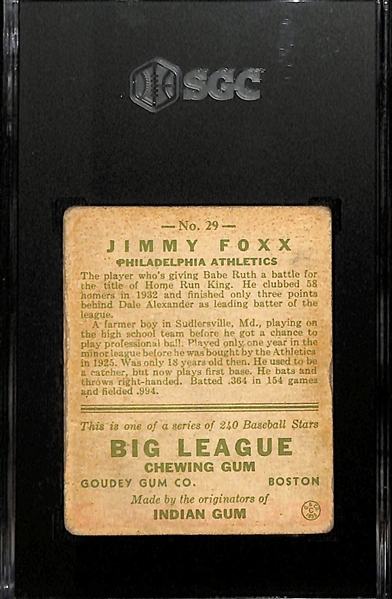 SGC
— No. 29 —
JIMMY FOXX
PHILADELPHIA ATHLETICS
The player who's giving Babe Ruth a battle for
the title of Home Run King. He clubbed 58
homers in 1932 and finished only three points
behind Dale Alexander as leading batter of the
league.
A farmer boy in Sudlersville, Md., playing on
the high school team before he got a chance to
play professional ball. Played only one year in the
minor league before he was bought by the Athletics
in 1925. Was only 18 years old then. He used to be
a catcher, but now plays first base. He bats and
throws right-handed. Batted .364 in 154 games
and fielded .994.
This is one of a series of 240 Baseball Stars
BIG LEAGUE
CHEWING GUM
GOUDEY GUM CO. BOSTON
Made by the originators of
INDIAN GUM